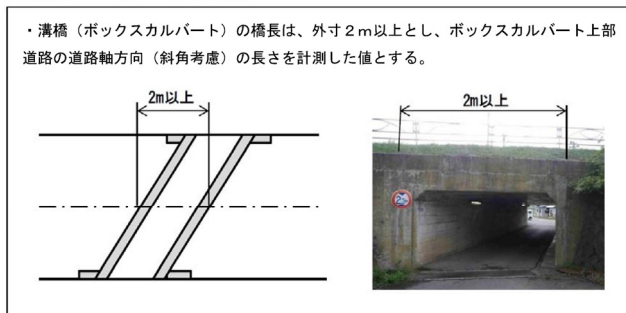 ・溝橋（ボックスカルバート）の橋長は、外寸２ｍ以上とし、ボックスカルバート上部
道路の道路軸方向（斜角考慮）の長さを計測した値とする。
2m以上
2m以上